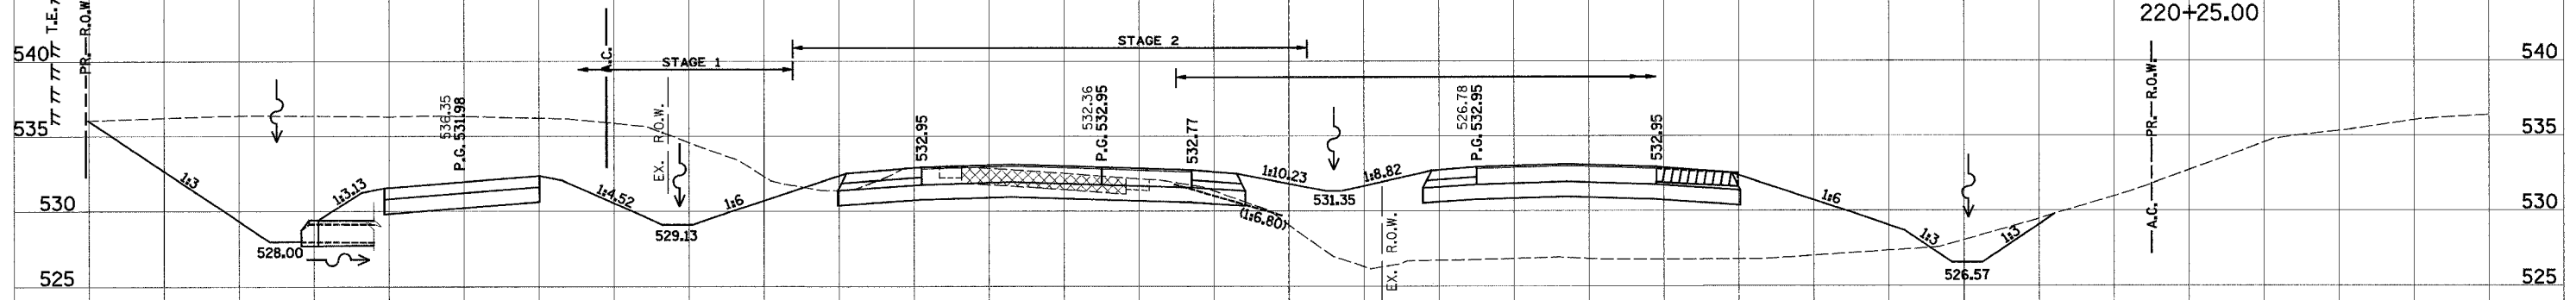 220+25.00
T.E.
PR. R.O.W.
A.C.
STAGE 2
STAGE 1
540
540
EX. R.O.W.
536.35
P.G. 531.98
532.95
532.36
P.G. 532.95
532.77
526.78
P.G. 532.95
532.95
A.C. PR. R.O.W.
535
535
1:3
1:3.13
1:4.52
1:6
1:10.23
1:8.82
1:6
531.35
530
530
(1:6.80)
EX. R.O.W.
529.13
528.00
1:3
1:3
526.57
525
525